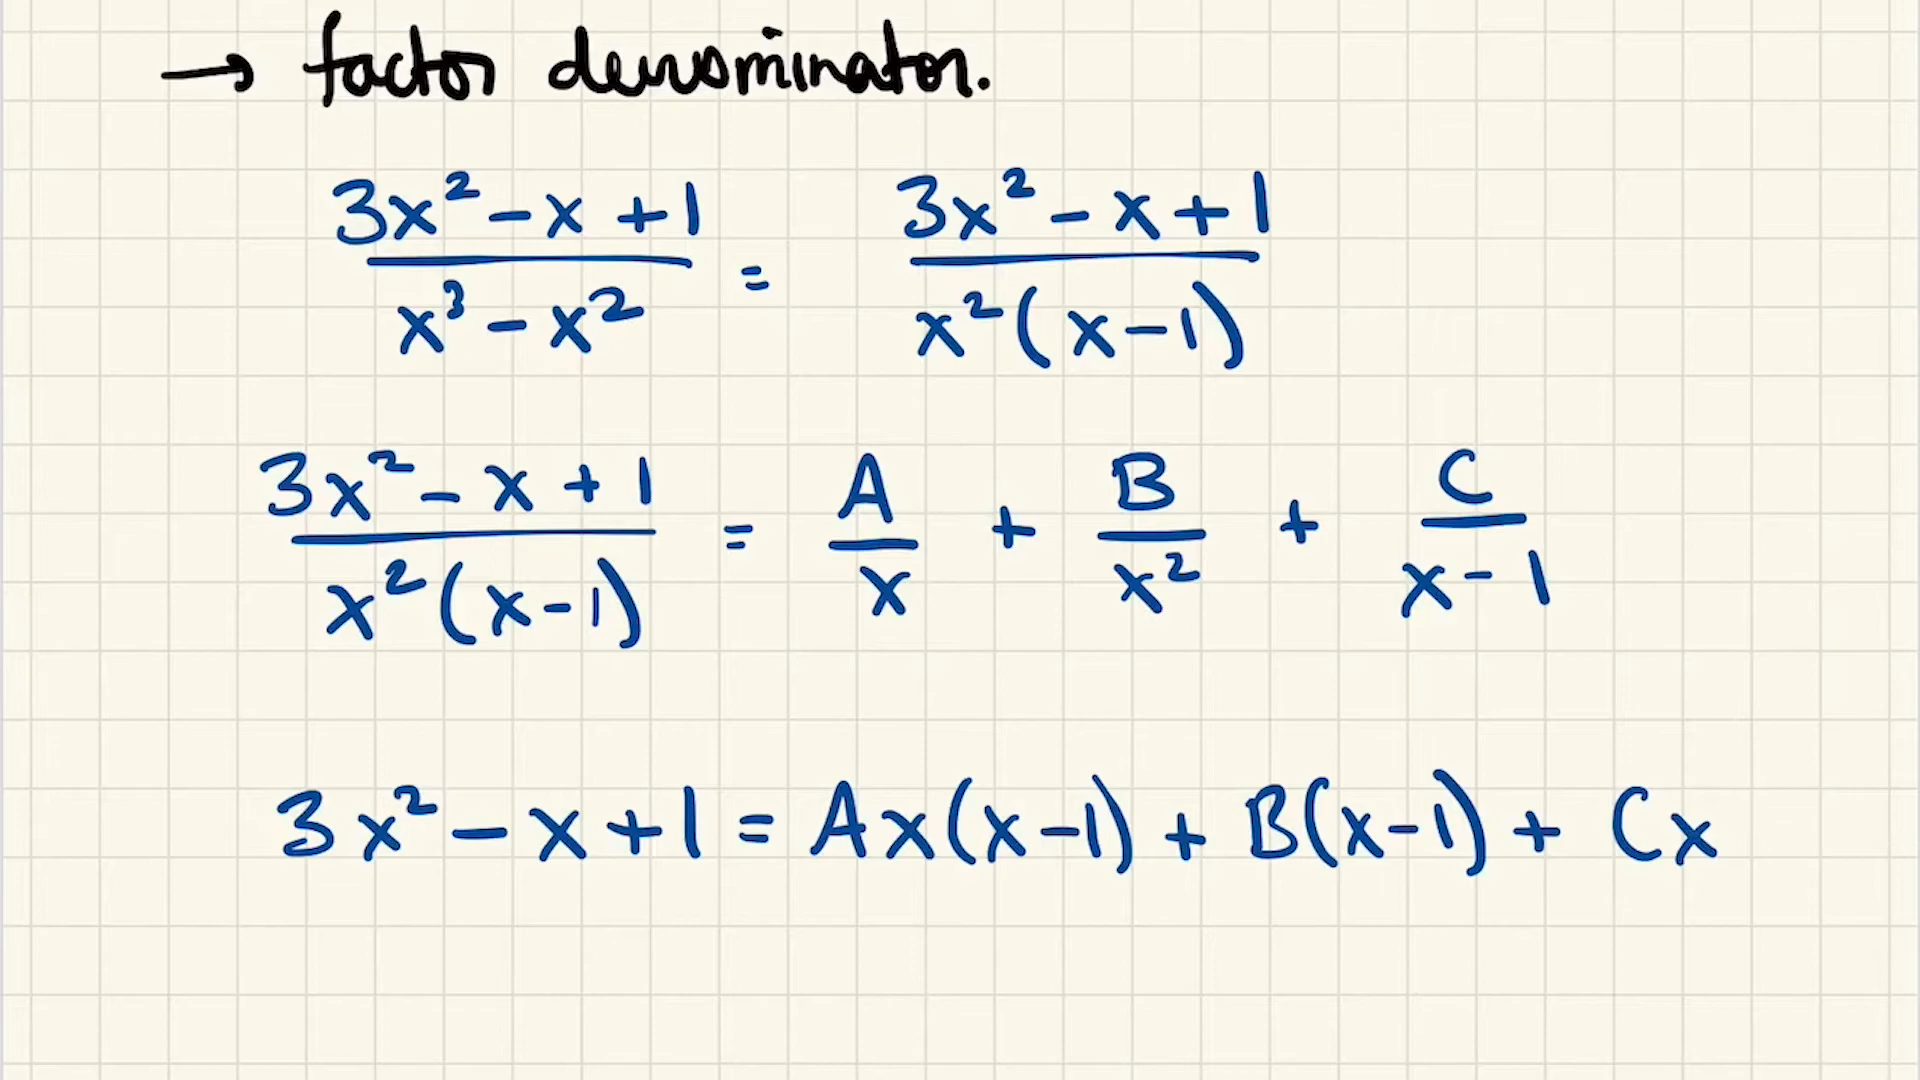 → factor denominator.
3x² - x + 1 / x³ - x² = 3x² - x + 1 / x²(x-1)
3x² - x + 1 / x²(x-1) = A/x + B/x² + C/x-1
3x² - x + 1 = Ax(x-1) + B(x-1) + Cx